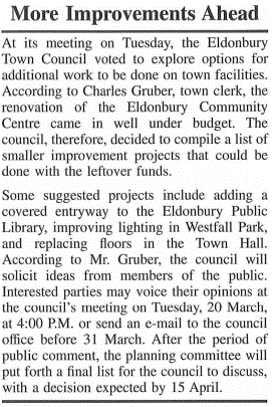 More Improvements Ahead
At its meeting on Tuesday, the Eldonbury
Town Council voted to explore options for
additional work to be done on town facilities.
According to Charles Gruber, town clerk, the
renovation of the Eldonbury Community
Centre came in well under budget. The
council, therefore, decided to compile a list of
smaller improvement projects that could be
done with the leftover funds.
Some suggested projects include adding a
covered entryway to the Eldonbury Public
Library, improving lighting in Westfall Park,
and replacing floors in the Town Hall.
According to Mr. Gruber, the council will
solicit ideas from members of the public.
Interested parties may voice their opinions at
the council's meeting on Tuesday, 20 March,
at 4:00 P.M. or send an e-mail to the council
office before 31 March. After the period of
public comment, the planning committee will
put forth a final list for the council to discuss,
with a decision expected by 15 April.